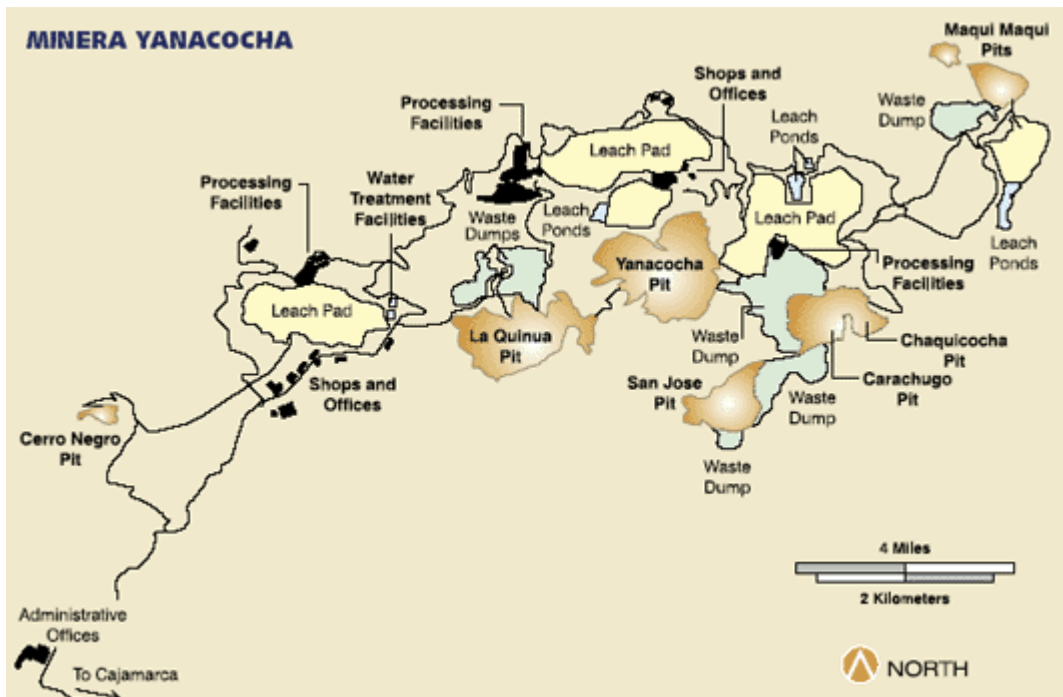 MINERA YANACOCHA
Maqui Maqui
Pits
Shops and
Offices
Processing
Facilities
Waste
Dump
Leach
Ponds
Leach Pad
Water
Treatment
Facilities
Processing
Facilities
Waste
Dumps
Leach
Ponds
Leach Pad
Leach
Ponds
Yanacocha
Pit
Processing
Facilities
Leach Pad
La Quinua
Pit
Waste
Dump
Chaquicocha
Pit
San Jose
Pit
Carachugo
Pit
Shops and
Offices
Waste
Dump
Cerro Negro
Pit
Waste
Dump
4 Miles
2 Kilometers
Administrative
Offices
To Cajamarca
NORTH